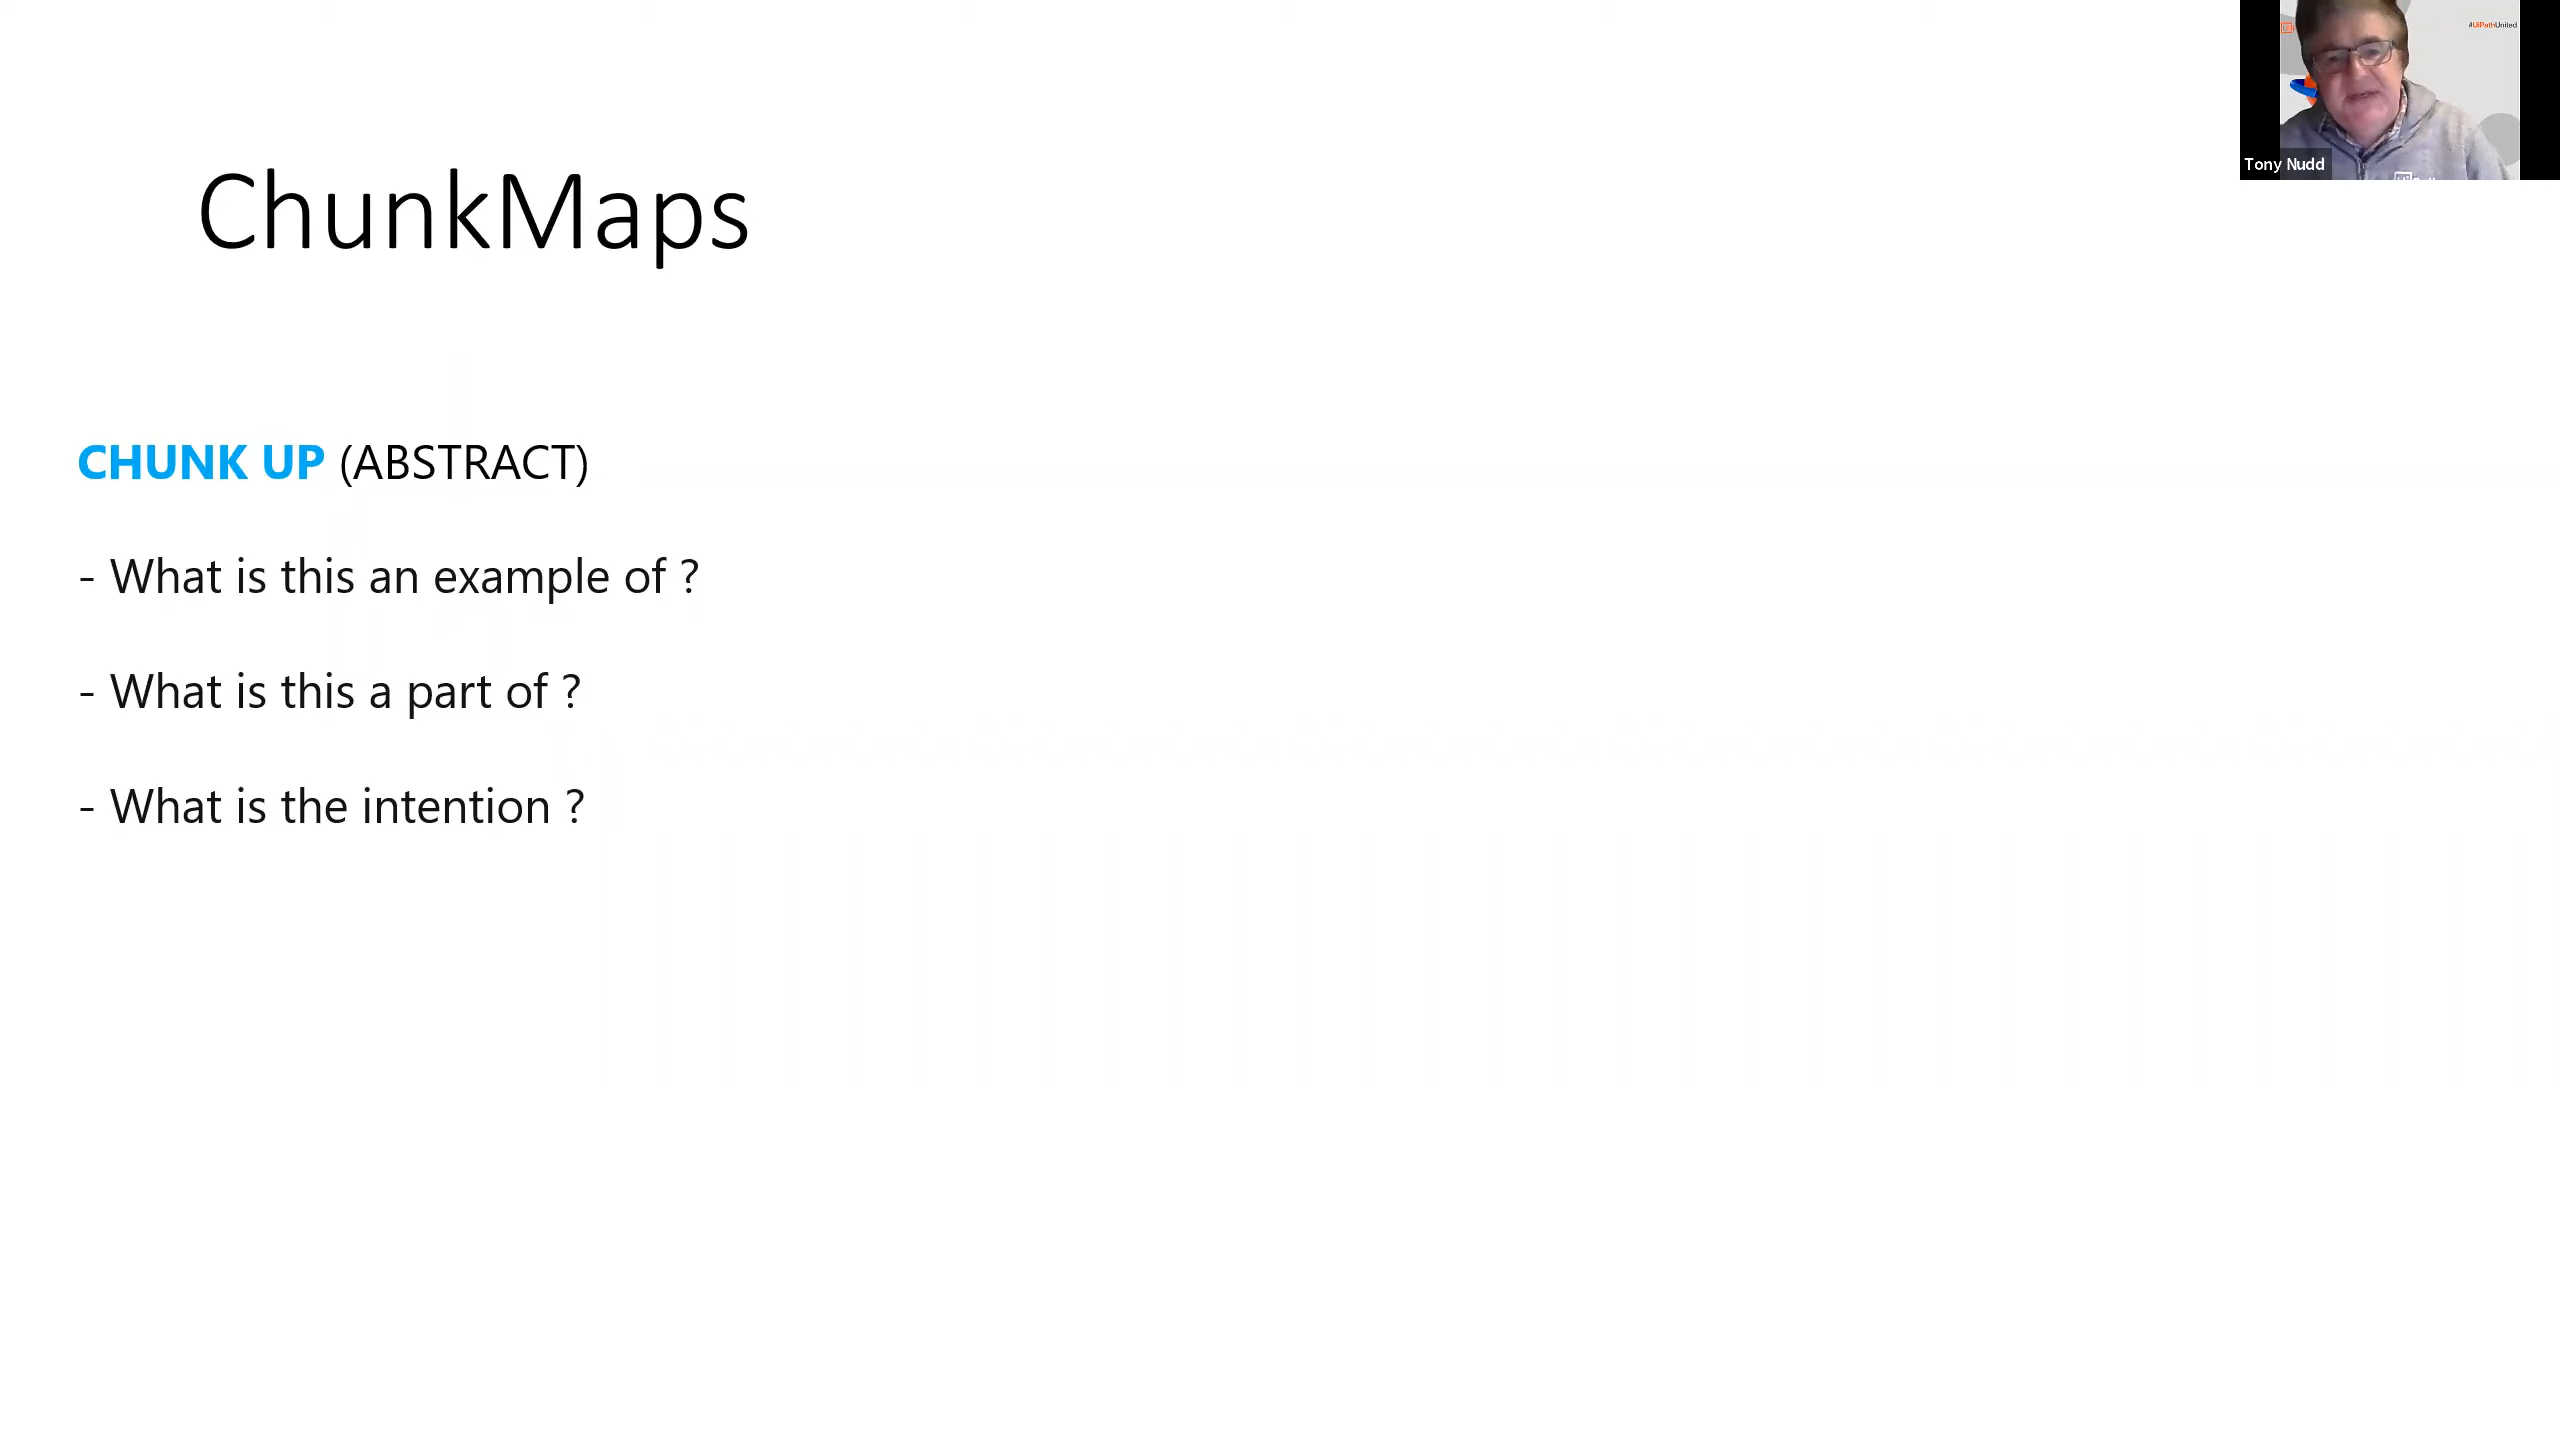 ChunkMaps
#UiPathUnited
Tony Nudd
CHUNK UP (ABSTRACT)
- What is this an example of ?
- What is this a part of ?
- What is the intention ?